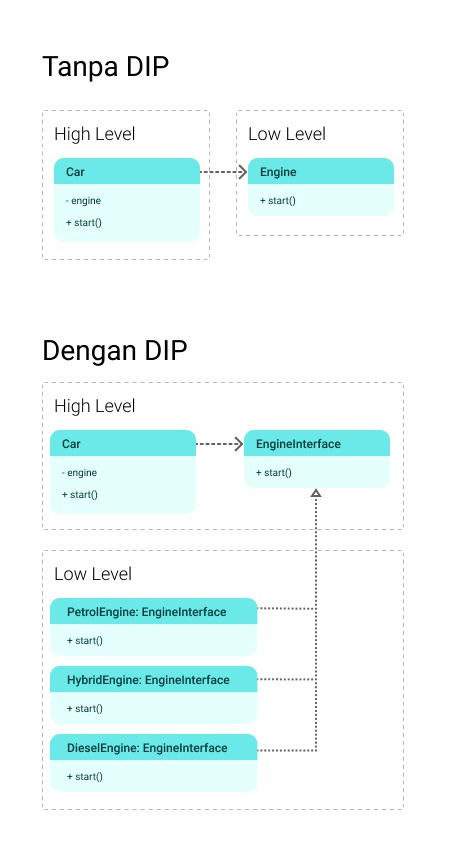 Tanpa DIP
High Level
Low Level
Car
Engine
- engine
+ start()
+ start()
Dengan DIP
High Level
Car
EngineInterface
- engine
+ start()
+ start()
Low Level
PetrolEngine: EngineInterface
+ start()
HybridEngine: EngineInterface
+ start()
DieselEngine: EngineInterface
+ start()